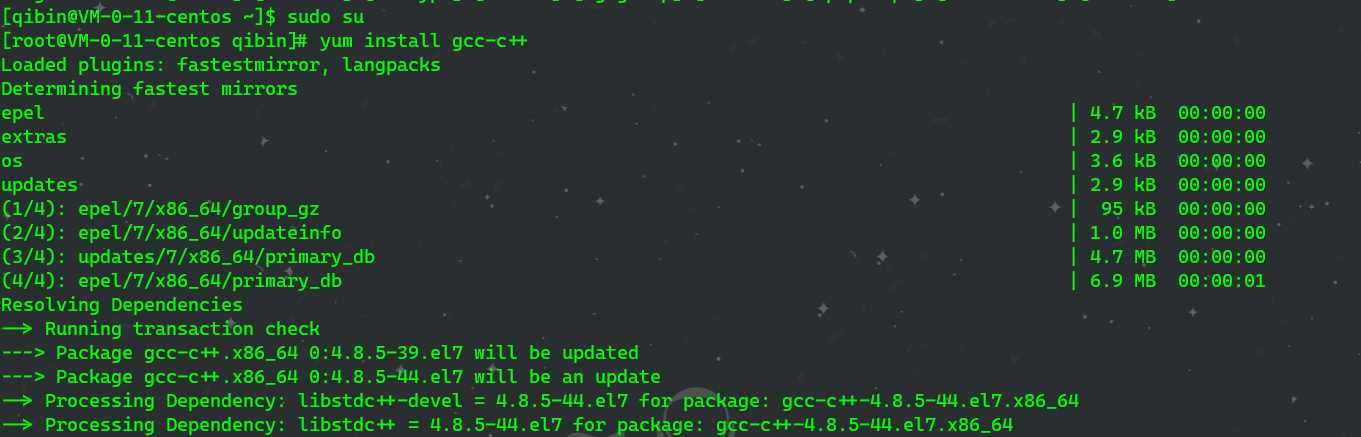 [qibin@VM-0-11-centos ~]$ sudo su
[root@VM-0-11-centos qibin]# yum install gcc-c++
Loaded plugins: fastestmirror, langpacks
Determining fastest mirrors
epel | 4.7 kB 00:00:00
extras | 2.9 kB 00:00:00
os | 3.6 kB 00:00:00
updates | 2.9 kB 00:00:00
(1/4): epel/7/x86_64/group_gz | 95 kB 00:00:00
(2/4): epel/7/x86_64/updateinfo | 1.0 MB 00:00:00
(3/4): updates/7/x86_64/primary_db | 4.7 MB 00:00:00
(4/4): epel/7/x86_64/primary_db | 6.9 MB 00:00:01
Resolving Dependencies
--> Running transaction check
---> Package gcc-c++.x86_64 0:4.8.5-39.el7 will be updated
---> Package gcc-c++.x86_64 0:4.8.5-44.el7 will be an update
--> Processing Dependency: libstdc++-devel = 4.8.5-44.el7 for package: gcc-c++-4.8.5-44.el7.x86_64
--> Processing Dependency: libstdc++ = 4.8.5-44.el7 for package: gcc-c++-4.8.5-44.el7.x86_64